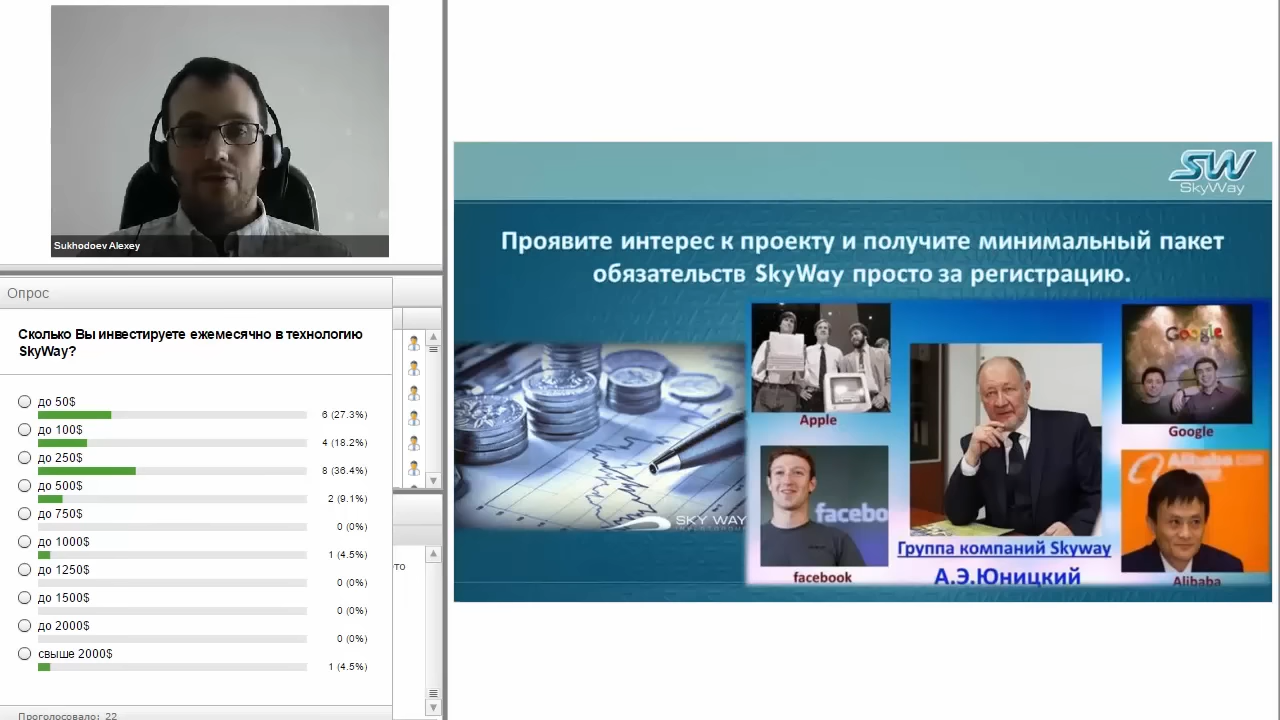 Sukhodoev Alexey
Опрос
Сколько Вы инвестируете ежемесячно в технологию
SkyWay?
до 50$
6 (27.3%)
до 100$
4 (18.2%)
до 250$
8 (36.4%)
до 500$
2 (9.1%)
до 750$
0 (0%)
до 1000$
1 (4.5%)
до 1250$
0 (0%)
до 1500$
0 (0%)
до 2000$
0 (0%)
свыше 2000$
1 (4.5%)
Проголосовало: 22
SW
SkyWay
Проявите интерес к проекту и получите минимальный пакет
обязательств SkyWay просто за регистрацию.
SKY WAY
Apple
facebo
facebook
Группа компаний Skyway
А.Э.Юницкий
Google
Google
Alibaba
Alibaba